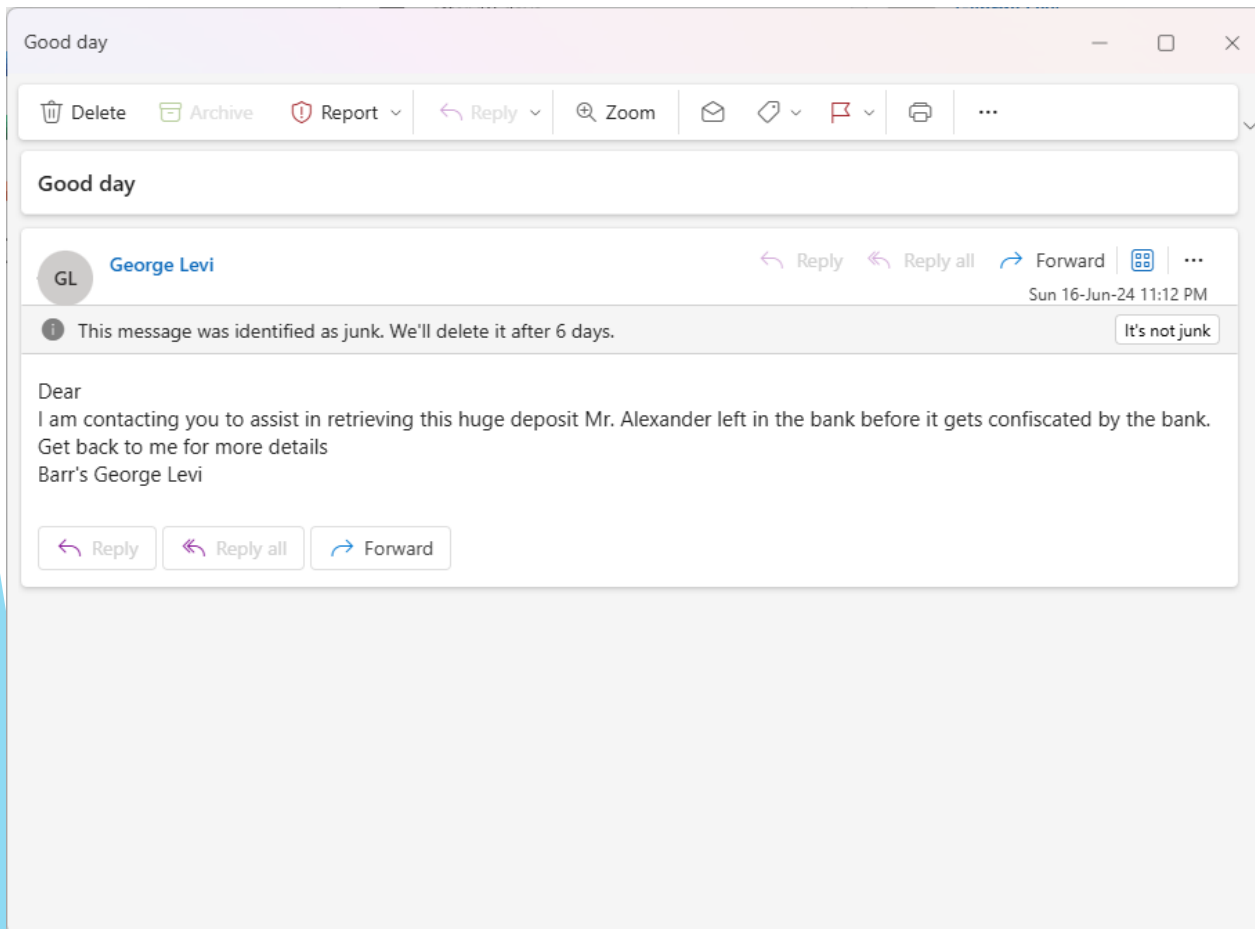 Good day
Delete Archive Report Reply Zoom
Good day
GL George Levi Reply Reply all Forward
Sun 16-Jun-24 11:12 PM
This message was identified as junk. We'll delete it after 6 days. It's not junk
Dear
I am contacting you to assist in retrieving this huge deposit Mr. Alexander left in the bank before it gets confiscated by the bank.
Get back to me for more details
Barr's George Levi
Reply Reply all Forward